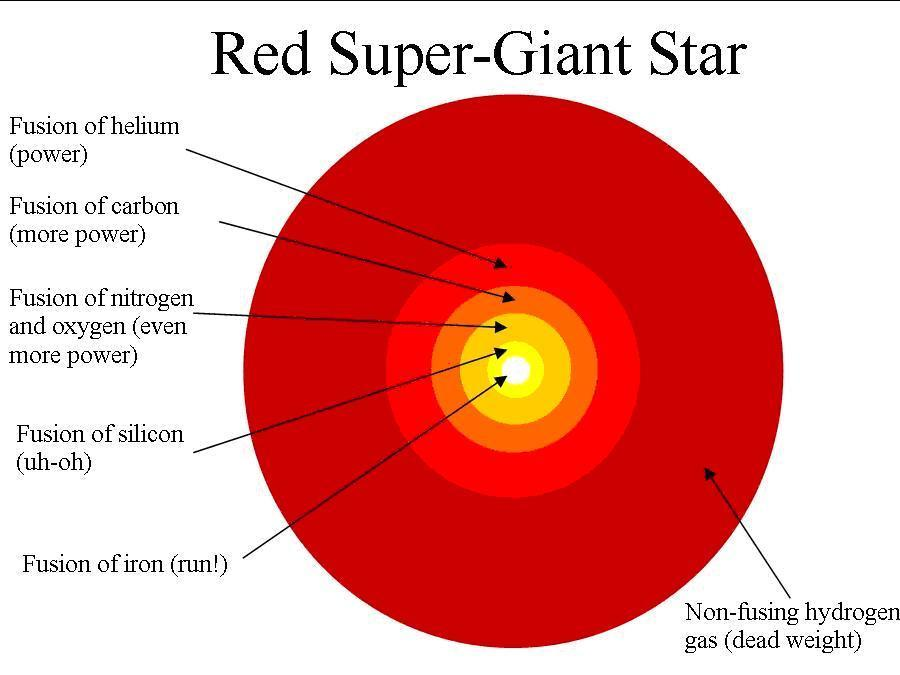 Red Super-Giant Star
Fusion of helium
(power)
Fusion of carbon
(more power)
Fusion of nitrogen
and oxygen (even
more power)
Fusion of silicon
(uh-oh)
Fusion of iron (run!)
Non-fusing hydrogen
gas (dead weight)